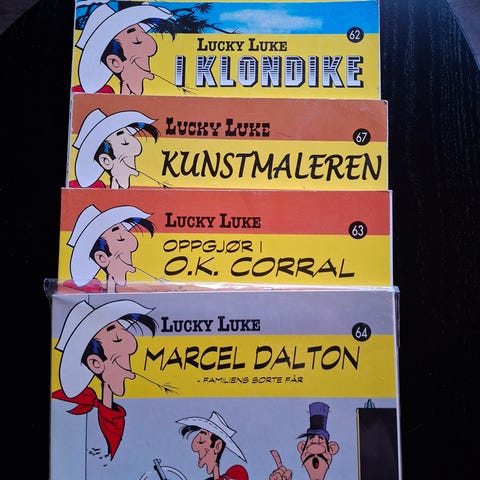 62
LUCKY LUKE
I KLONDIKE
LUCKY LUKE
67
KUNSTMALEREN
LUCKY LUKE
63
OPPGJØR I
O.K. CORRAL
LUCKY LUKE
64
MARCEL DALTON
- FAMILIENS SORTE FÅR